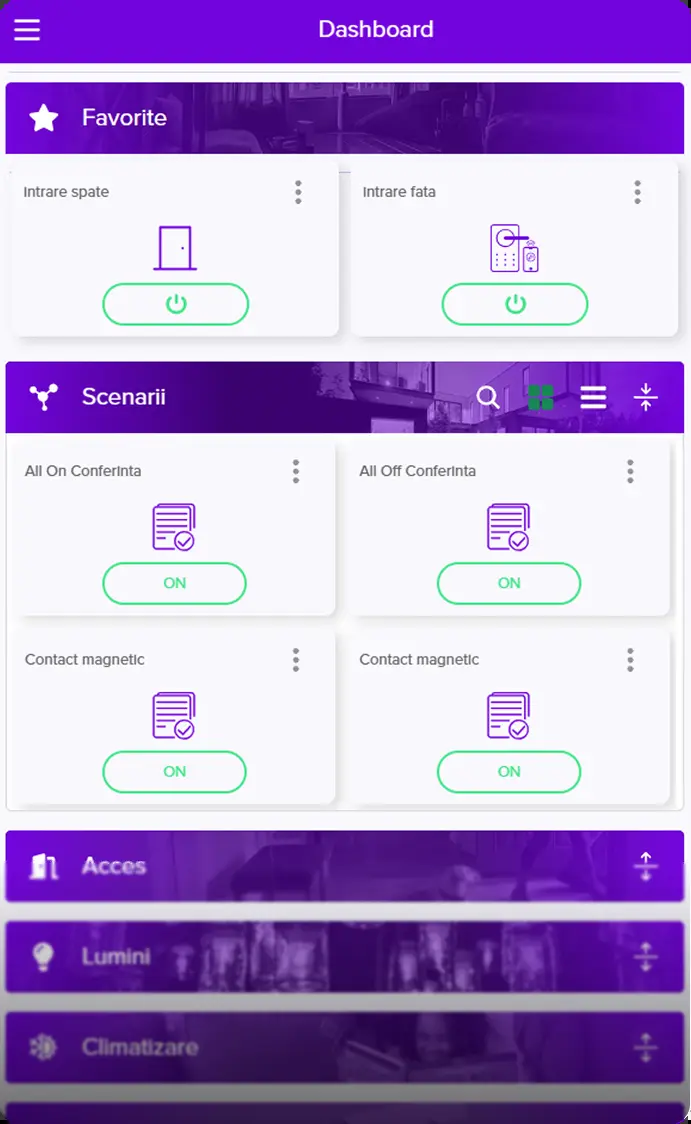 Dashboard
Favorite
Intrare spate
Intrare fata
Scenarii
All On Conferinta
All Off Conferinta
ON
ON
Contact magnetic
Contact magnetic
ON
ON
Acces
Lumini
Climatizare